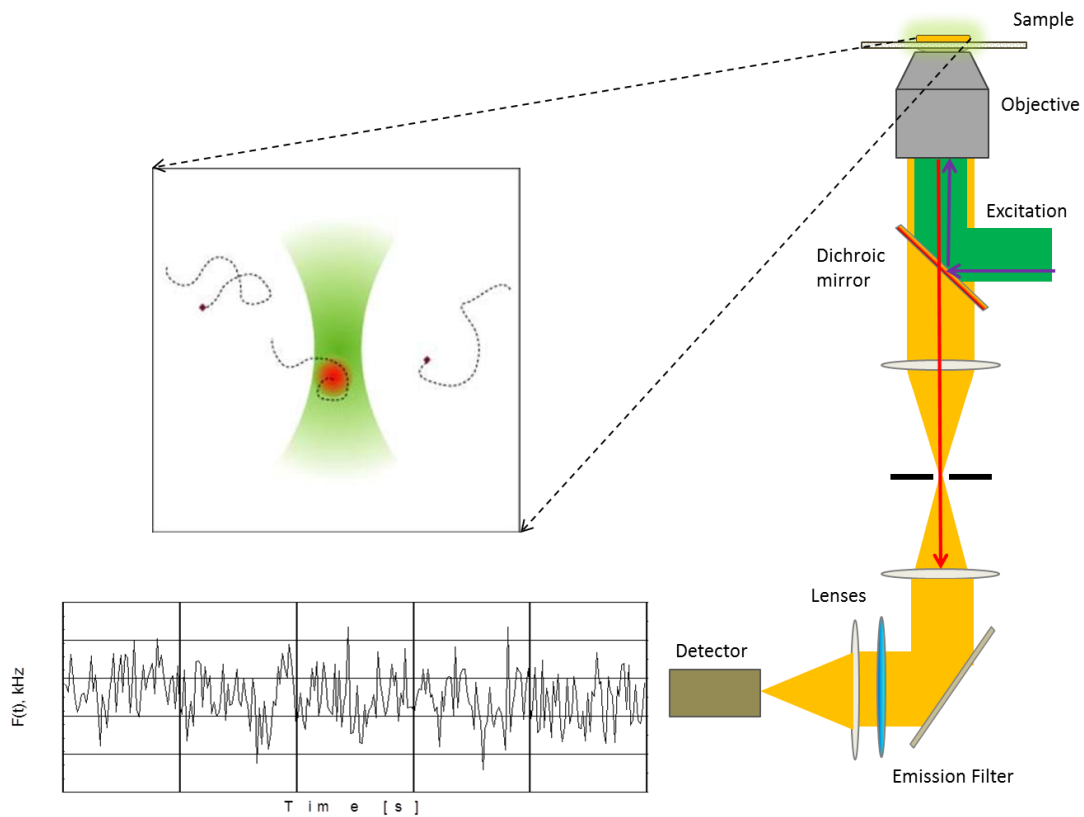 Sample
Objective
Excitation
Dichroic
mirror
Lenses
Detector
Emission Filter
F(t), kHz
T i m e [ s ]